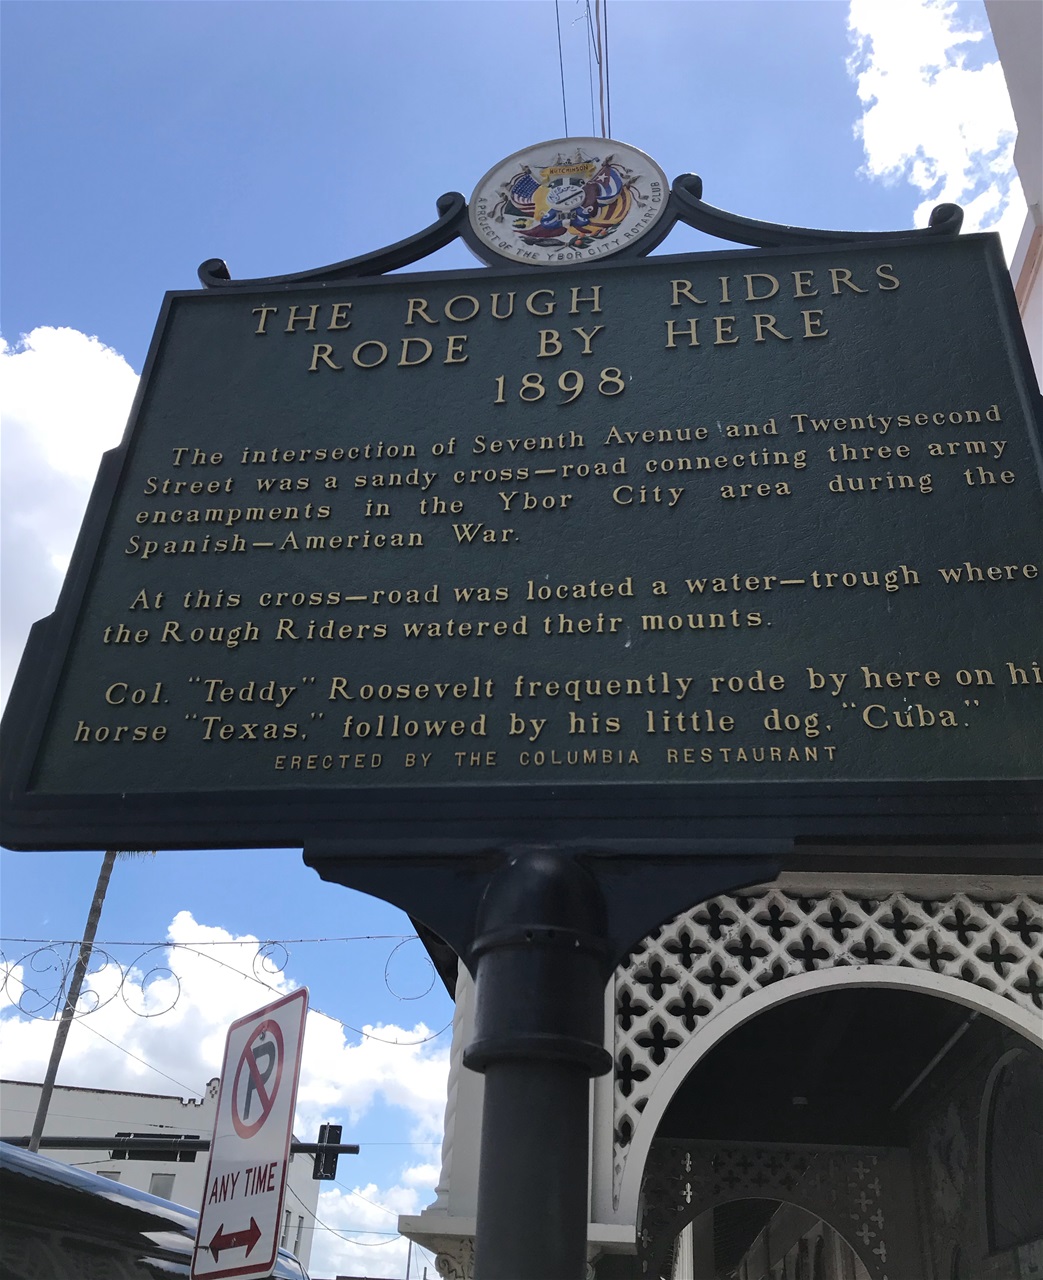 HUTCHINSON
A PROJECT OF THE YBOR CITY ROTARY CLUB
THE ROUGH RIDERS
RODE BY HERE
1898
The intersection of Seventh Avenue and Twentysecond
Street was a sandy cross—road connecting three army
encampments in the Ybor City area during the
Spanish—American War.
At this cross—road was located a water—trough where
the Rough Riders watered their mounts.
Col. "Teddy" Roosevelt frequently rode by here on hi
horse "Texas," followed by his little dog, "Cuba."
ERECTED BY THE COLUMBIA RESTAURANT
P
ANY TIME